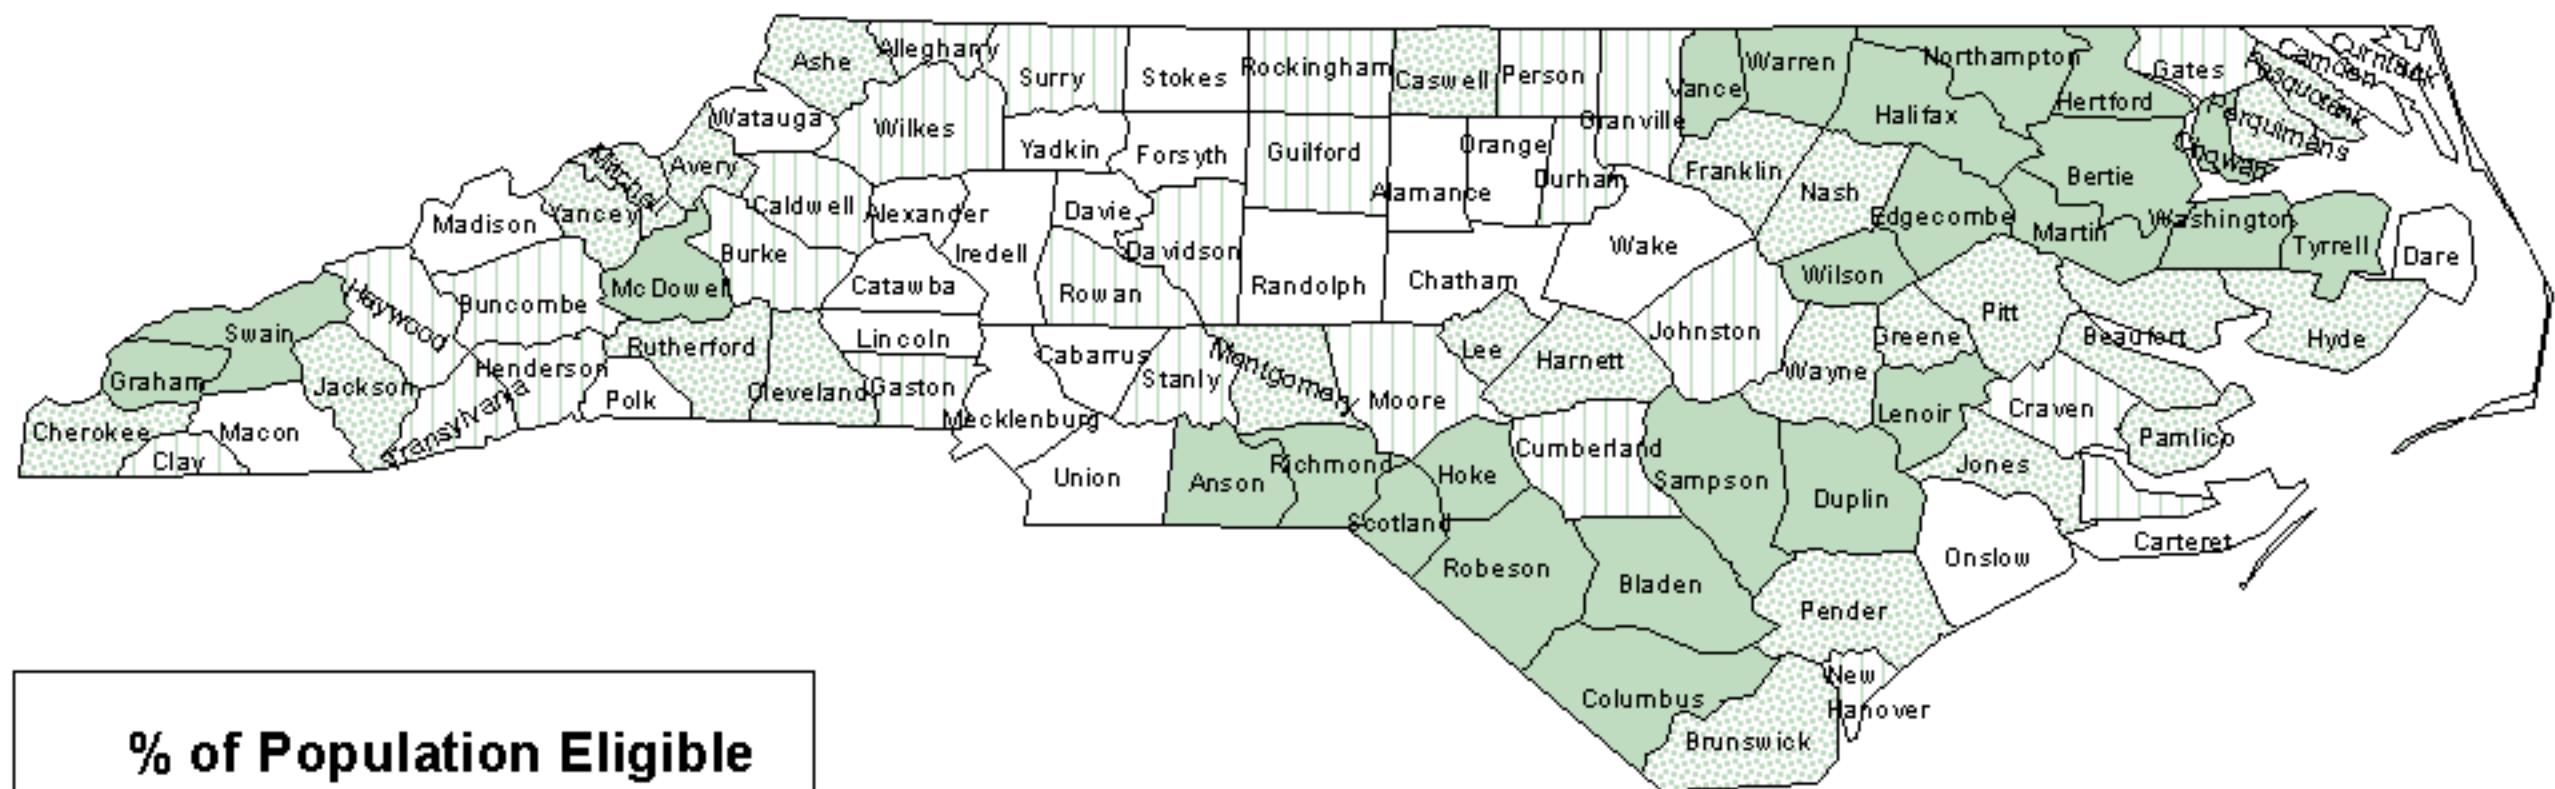 Ashe
Alleghany
Surry
Stokes
Rockingham
Caswell
Person
Granville
Vance
Warren
Northampton
Halifax
Hertford
Gates
Camden
Currituck
Pasquotank
Perquimans
Chowan
Watauga
Wilkes
Yadkin
Forsyth
Guilford
Alamance
Orange
Durham
Franklin
Nash
Edgecombe
Bertie
Martin
Washington
Tyrrell
Dare
Mitchell
Avery
Yancey
Madison
Caldwell
Alexander
Davie
Iredell
Davidson
Randolph
Chatham
Wake
Wilson
Burke
McDowell
Catawba
Rowan
Haywood
Buncombe
Swain
Graham
Jackson
Henderson
Rutherford
Lincoln
Cabarrus
Stanly
Montgomery
Moore
Lee
Harnett
Johnston
Wayne
Greene
Pitt
Beaufort
Hyde
Cherokee
Clay
Macon
Transylvania
Polk
Cleveland
Gaston
Mecklenburg
Union
Anson
Richmond
Scotland
Hoke
Cumberland
Sampson
Duplin
Lenoir
Craven
Pamlico
Jones
Carteret
Onslow
Robeson
Bladen
Pender
Columbus
Brunswick
New
Hanover
% of Population Eligible